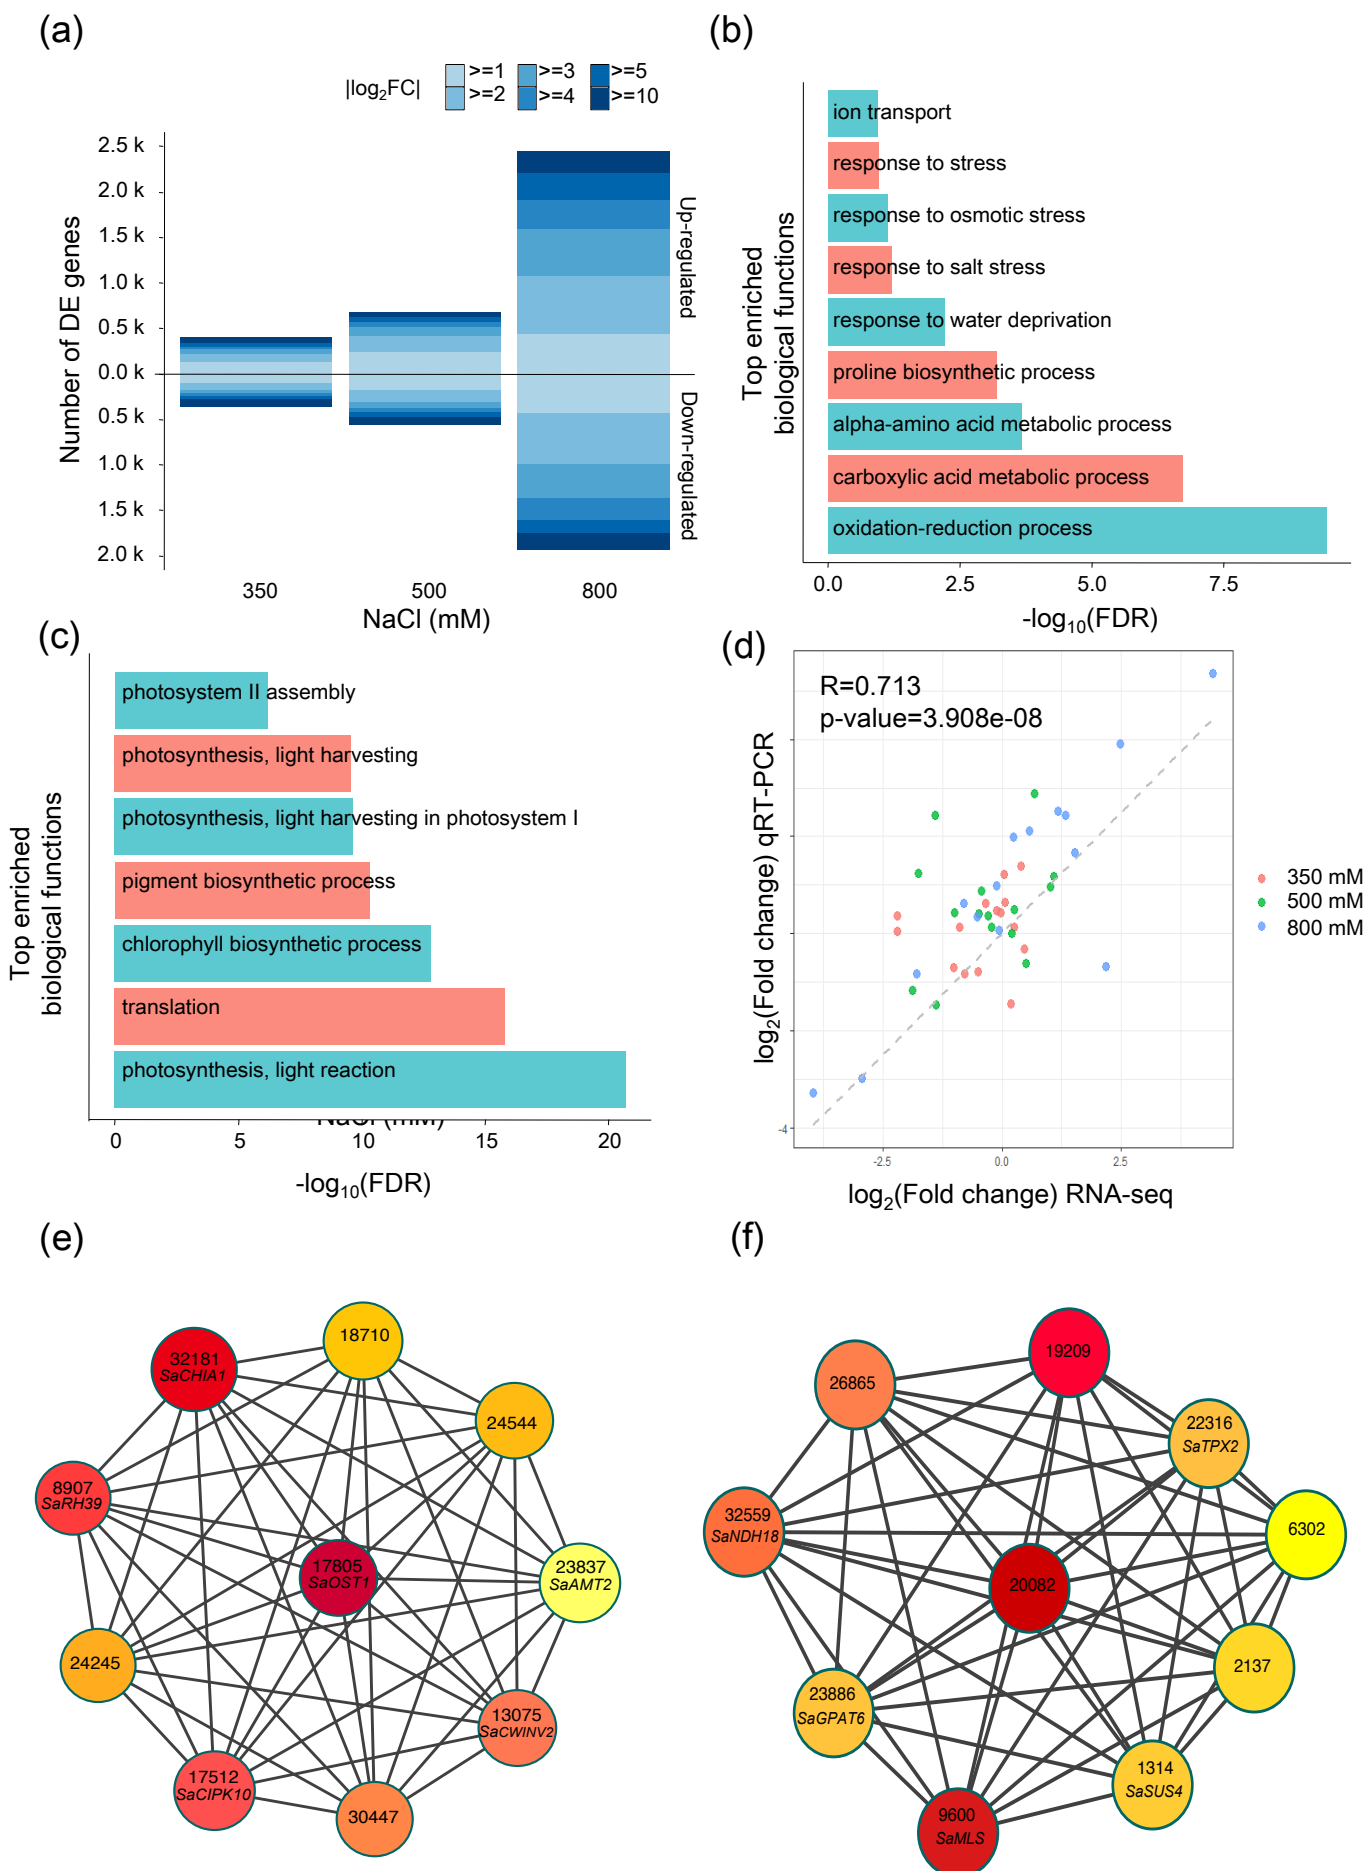 (a)
|log2FC|
>=1 >=3 >=5
>=2 >=4 >=10
2.5 k
2.0 k
1.5 k
1.0 k
0.5 k
0.0 k
0.5 k
1.0 k
1.5 k
2.0 k
Number of DE genes
Up-regulated
Down-regulated
350 500 800
NaCl (mM)
(b)
Top enriched
biological functions
ion transport
response to stress
response to osmotic stress
response to salt stress
response to water deprivation
proline biosynthetic process
alpha-amino acid metabolic process
carboxylic acid metabolic process
oxidation-reduction process
0.0 2.5 5.0 7.5
-log10(FDR)
(c)
Top enriched
biological functions
photosystem II assembly
photosynthesis, light harvesting
photosynthesis, light harvesting in photosystem I
pigment biosynthetic process
chlorophyll biosynthetic process
translation
photosynthesis, light reaction
NaCl (mM)
0 5 10 15 20
-log10(FDR)
(d)
R=0.713
p-value=3.908e-08
log2(Fold change) qRT-PCR
-4
-2.5 0.0 2.5
log2(Fold change) RNA-seq
350 mM
500 mM
800 mM
(e)
18710
32181
SaCHIA1
24544
8907
SaRH39
17805
SaOST1
23837
SaAMT2
24245
13075
SaCWINV2
17512
SaCIPK10
30447
(f)
19209
26865
22316
SaTPX2
32559
SaNDH18
6302
20082
2137
23886
SaGPAT6
1314
SaSUS4
9600
SaMLS